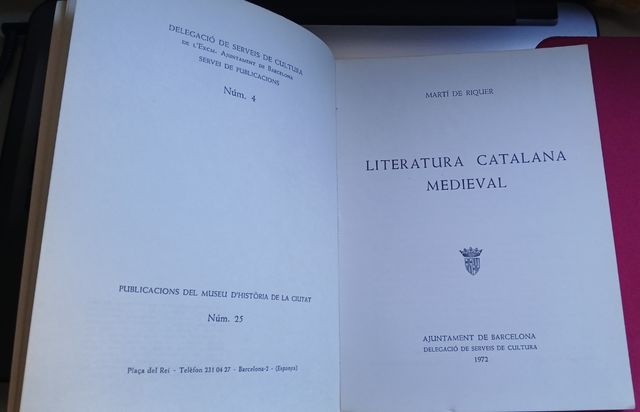 DELEGACIÓ DE SERVEIS DE CULTURA
DE L'EXCM. AJUNTAMENT DE BARCELONA
SERVEI DE PUBLICACIONS
Núm. 4
PUBLICACIONS DEL MUSEU D'HISTÒRIA DE LA CIUTAT
Núm. 25
Plaça del Rei - Telèfon 231 04 27 - Barcelona-2 - (Espanya)
MARTÍ DE RIQUER
LITERATURA CATALANA
MEDIEVAL
AJUNTAMENT DE BARCELONA
DELEGACIÓ DE SERVEIS DE CULTURA
1972